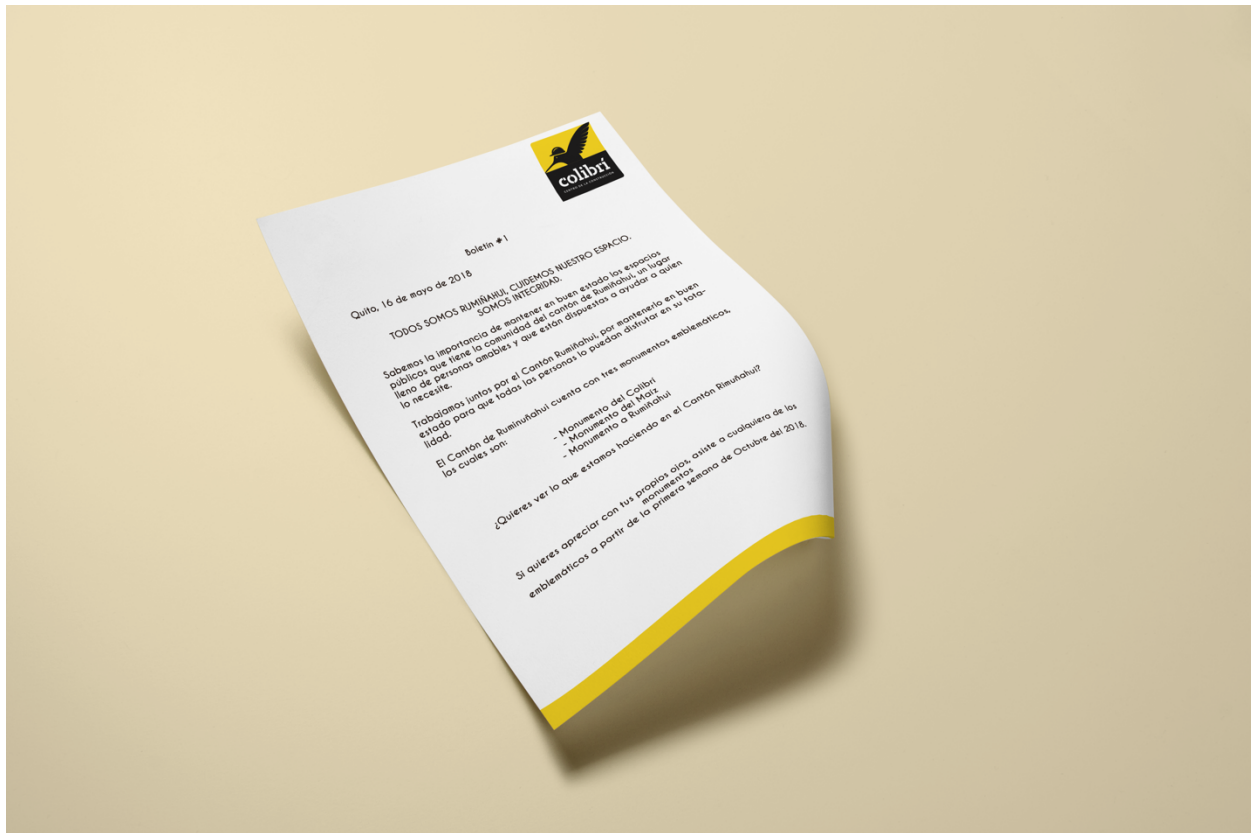 colibrí
CENTRO DE LA CONSTRUCCIÓN
Boletín #1
Quito, 16 de mayo de 2018
TODOS SOMOS RUMIÑAHUI, CUIDEMOS NUESTRO ESPACIO.
SOMOS INTEGRIDAD.
Sabemos la importancia de mantener en buen estado los espacios
públicos que tiene la comunidad del cantón de Rumiñahui, un lugar
lleno de personas amables y que están dispuestas a ayudar a quien
lo necesite.
Trabajamos juntos por el Cantón Rumiñahui, por mantenerlo en buen
estado para que todas las personas lo puedan disfrutar en su tota-
lidad.
El Cantón de Ruminuñahui cuenta con tres monumentos emblemáticos,
los cuales son:
- Monumento del Colibri
- Monumento del Maíz
- Monumento a Rumiñahui
¿Quieres ver lo que estamos haciendo en el Cantón Rimuñahui?
Si quieres apreciar con tus propios ojos, asiste a cualquiera de los
monumentos
emblemáticos a partir de la primera semana de Octubre del 2018.